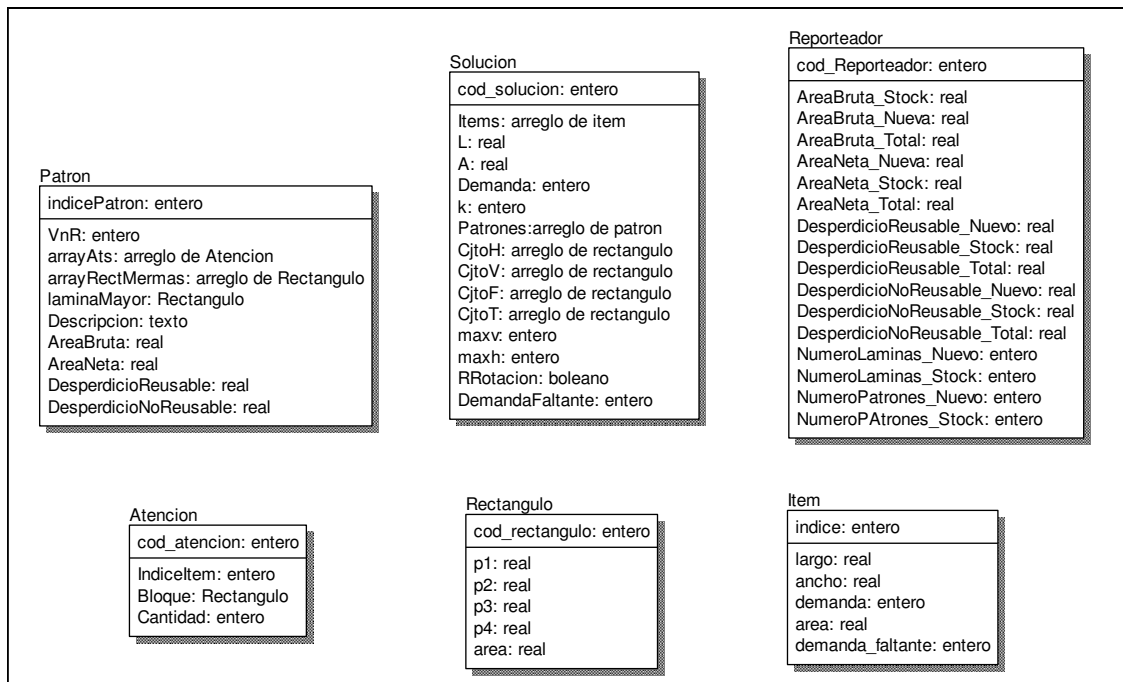 Patron
indicePatron: entero
VnR: entero
arrayAts: arreglo de Atencion
arrayRectMermas: arreglo de Rectangulo
laminaMayor: Rectangulo
Descripcion: texto
AreaBruta: real
AreaNeta: real
DesperdicioReusable: real
DesperdicioNoReusable: real
Solucion
cod_solucion: entero
Items: arreglo de item
L: real
A: real
Demanda: entero
k: entero
Patrones:arreglo de patron
CjtoH: arreglo de rectangulo
CjtoV: arreglo de rectangulo
CjtoF: arreglo de rectangulo
CjtoT: arreglo de rectangulo
maxv: entero
maxh: entero
RRotacion: boleano
DemandaFaltante: entero
Reporteador
cod_Reporteador: entero
AreaBruta_Stock: real
AreaBruta_Nueva: real
AreaBruta_Total: real
AreaNeta_Nueva: real
AreaNeta_Stock: real
AreaNeta_Total: real
DesperdicioReusable_Nuevo: real
DesperdicioReusable_Stock: real
DesperdicioReusable_Total: real
DesperdicioNoReusable_Nuevo: real
DesperdicioNoReusable_Stock: real
DesperdicioNoReusable_Total: real
NumeroLaminas_Nuevo: entero
NumeroLaminas_Stock: entero
NumeroPatrones_Nuevo: entero
NumeroPAtrones_Stock: entero
Atencion
cod_atencion: entero
IndiceItem: entero
Bloque: Rectangulo
Cantidad: entero
Rectangulo
cod_rectangulo: entero
p1: real
p2: real
p3: real
p4: real
area: real
Item
indice: entero
largo: real
ancho: real
demanda: entero
area: real
demanda_faltante: entero